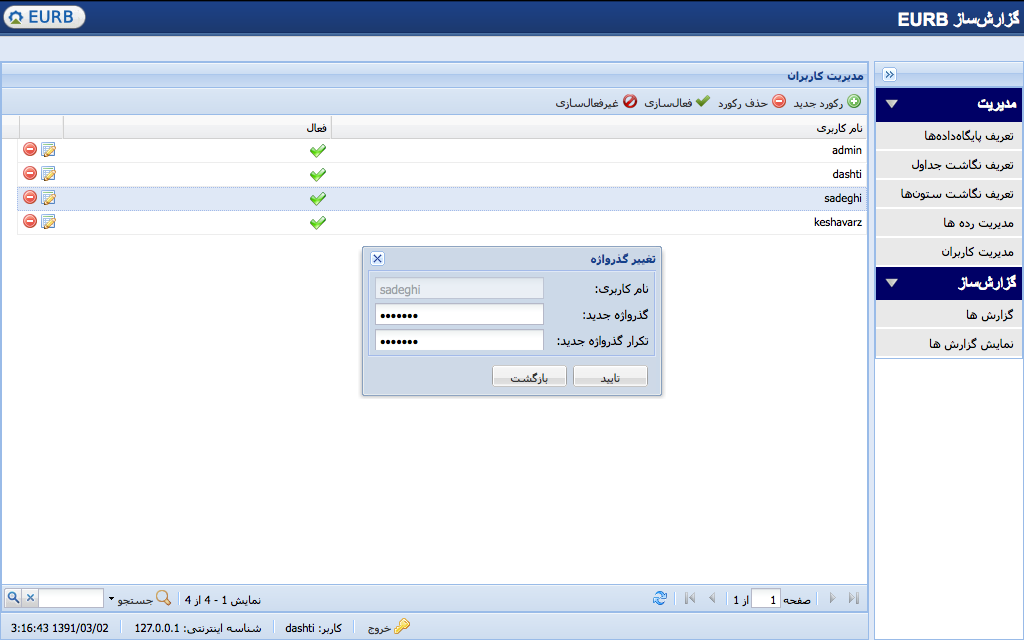 گزارش‌ساز EURB
EURB
مدیریت
تعریف پایگاه‌داده‌ها
تعریف نگاشت جداول
تعریف نگاشت ستون‌ها
مدیریت رده ها
مدیریت کاربران
گزارش‌ساز
گزارش ها
نمایش گزارش ها
مدیریت کاربران
رکورد جدید حذف رکورد فعال‌سازی غیرفعال‌سازی
نام کاربری فعال
admin
dashti
sadeghi
keshavarz
تغییر گذرواژه
نام کاربری: sadeghi
گذرواژه جدید: •••••••
تکرار گذرواژه جدید: •••••••
تایید بازگشت
صفحه 1 از 1 نمایش 1 - 4 از 4 جستجو
خروج کاربر: dashti شناسه اینترنتی: 127.0.0.1 1391/03/02 3:16:43